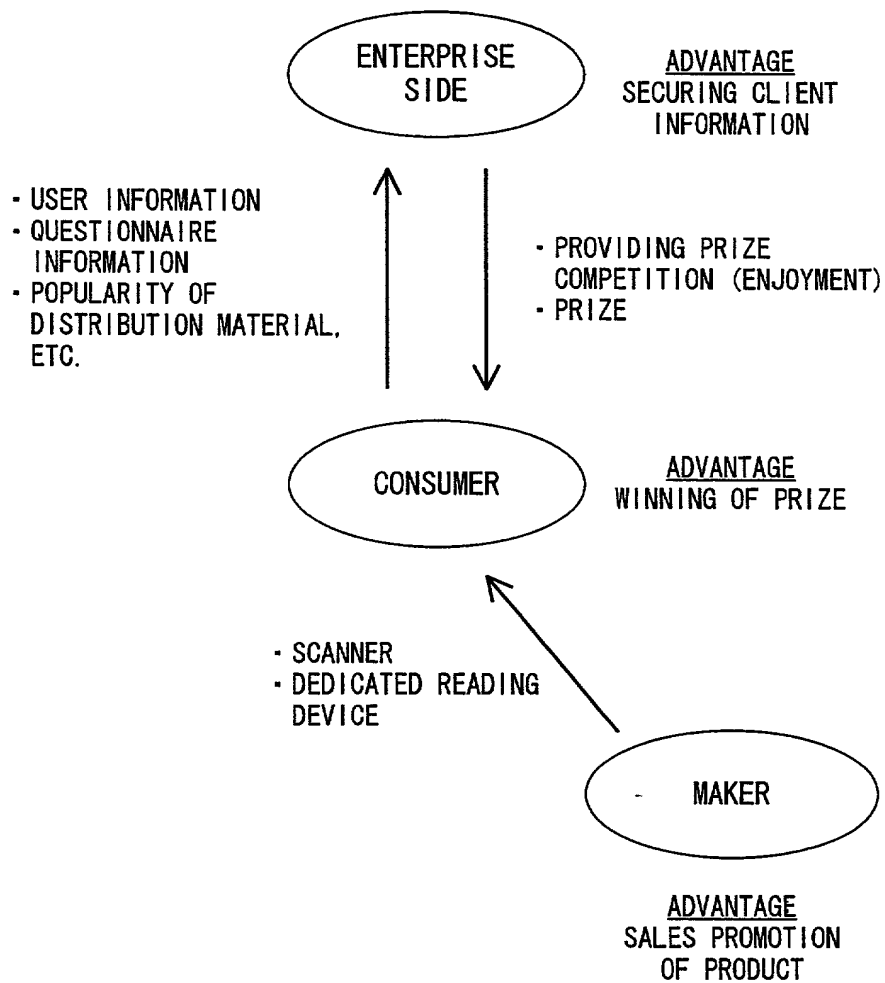 ENTERPRISE
SIDE
ADVANTAGE
SECURING CLIENT
INFORMATION
- USER INFORMATION
- QUESTIONNAIRE
INFORMATION
- POPULARITY OF
DISTRIBUTION MATERIAL,
ETC.
- PROVIDING PRIZE
COMPETITION (ENJOYMENT)
- PRIZE
CONSUMER
ADVANTAGE
WINNING OF PRIZE
- SCANNER
- DEDICATED READING
DEVICE
MAKER
ADVANTAGE
SALES PROMOTION
OF PRODUCT